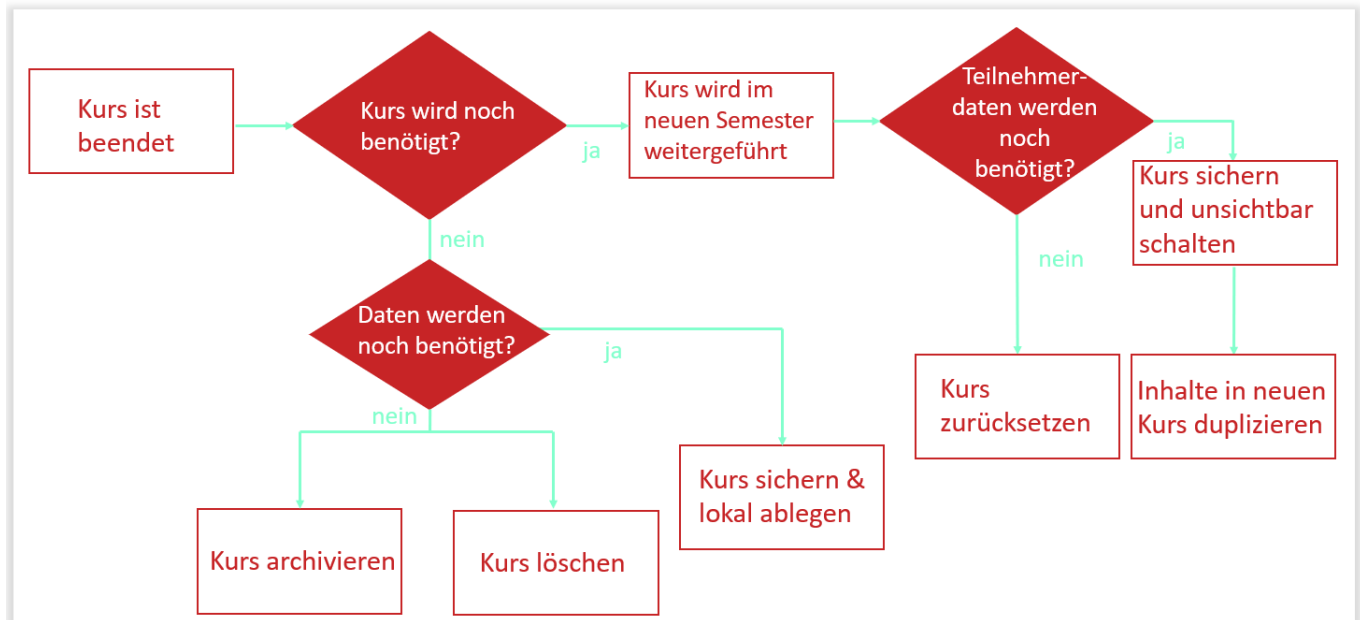 Kurs ist
beendet
Kurs wird noch
benötigt?
ja
Kurs wird im
neuen Semester
weitergeführt
Teilnehmer-
daten werden
noch
benötigt?
ja
Kurs sichern
und unsichtbar
schalten
nein
nein
Daten werden
noch benötigt?
ja
nein
Kurs
zurücksetzen
Inhalte in neuen
Kurs duplizieren
Kurs sichern &
lokal ablegen
Kurs archivieren
Kurs löschen